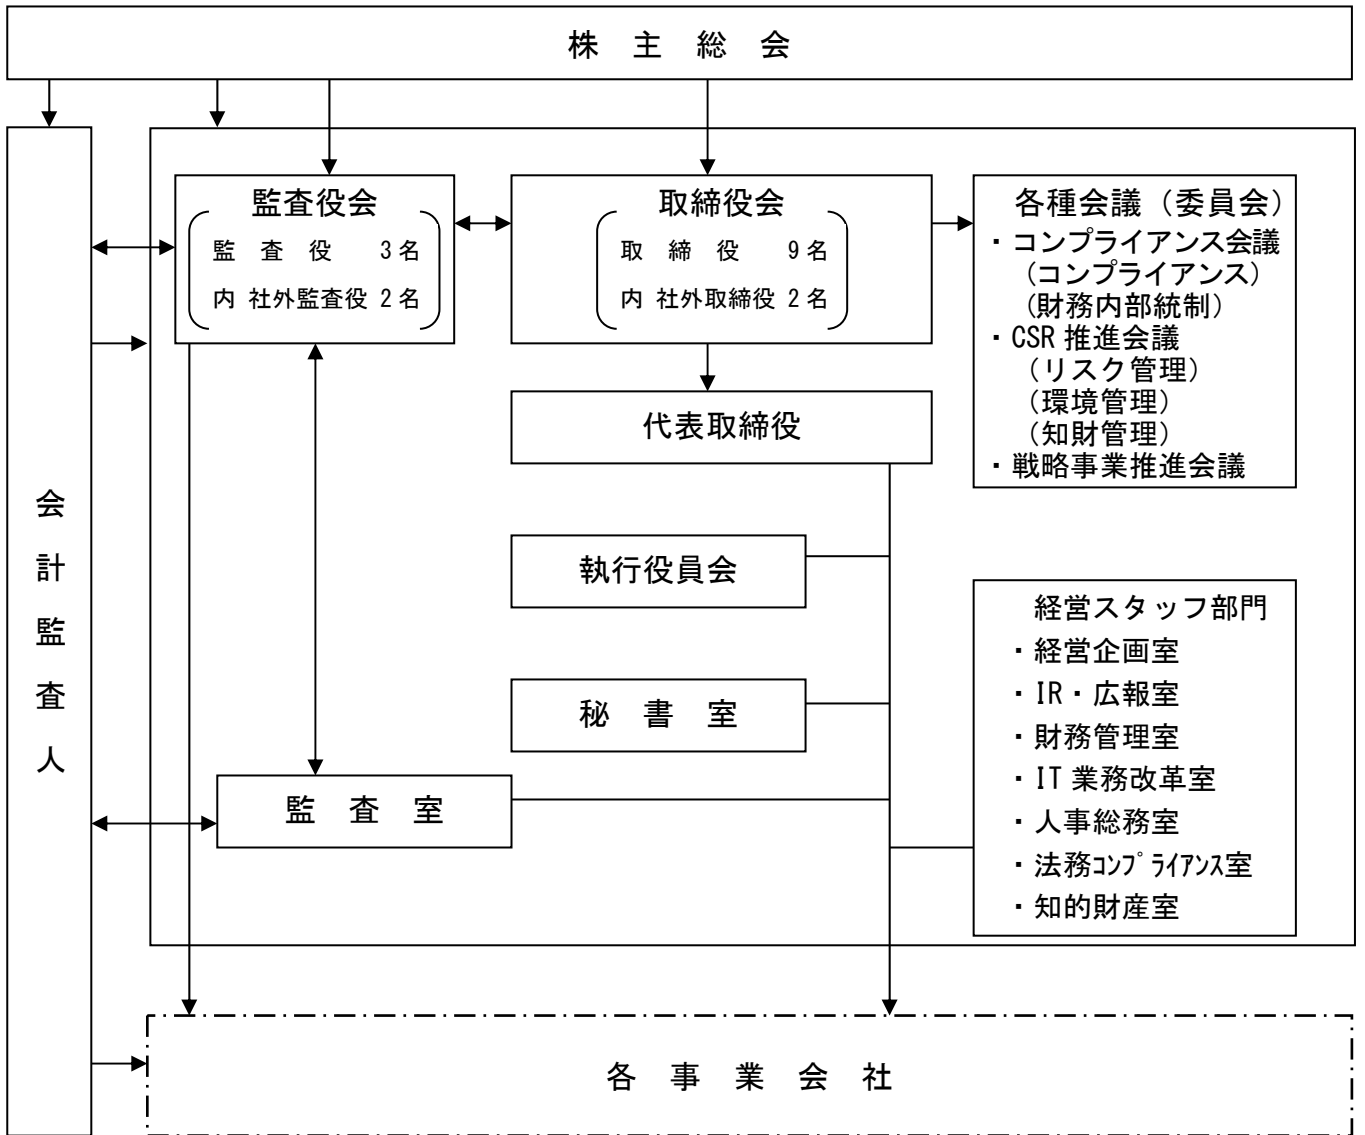 株 主 総 会
会計監査人
監査役会
監 査 役 3名
内 社外監査役 2名
取締役会
取 締 役 9名
内 社外取締役 2名
各種会議（委員会）
・コンプライアンス会議
（コンプライアンス）
（財務内部統制）
・CSR推進会議
（リスク管理）
（環境管理）
（知財管理）
・戦略事業推進会議
代表取締役
執行役員会
秘 書 室
監 査 室
経営スタッフ部門
・経営企画室
・IR・広報室
・財務管理室
・IT業務改革室
・人事総務室
・法務ｺﾝﾌﾟﾗｲｱﾝｽ室
・知的財産室
各 事 業 会 社